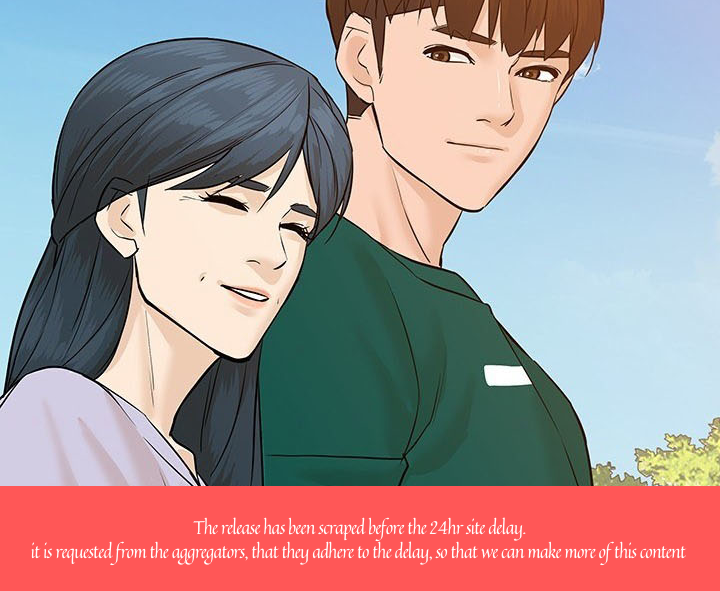 The release has been scraped before the 24hr site delay.
it is requested from the aggregators, that they adhere to the delay, so that we can make more of this content